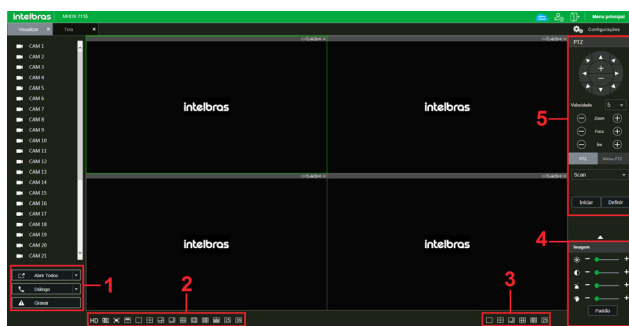 intelbras MHDX 7116 Menu principal
Visualizar × Tela × Configurações
CAM 1
CAM 2
CAM 3
CAM 4
CAM 5
CAM 6
CAM 7
CAM 8
CAM 9
CAM 10
CAM 11
CAM 12
CAM 13
CAM 14
CAM 15
CAM 16
CAM 17
CAM 18
CAM 19
CAM 20
CAM 21
Abrir Todos
Diálogo
Gravar
1
intelbras
intelbras
intelbras
intelbras
2
HD
3
PTZ
Velocidade 5
Zoom
Foco
Íris
PTZ Menu PTZ
Scan
Iniciar Definir
5
4
Imagem
Padrão